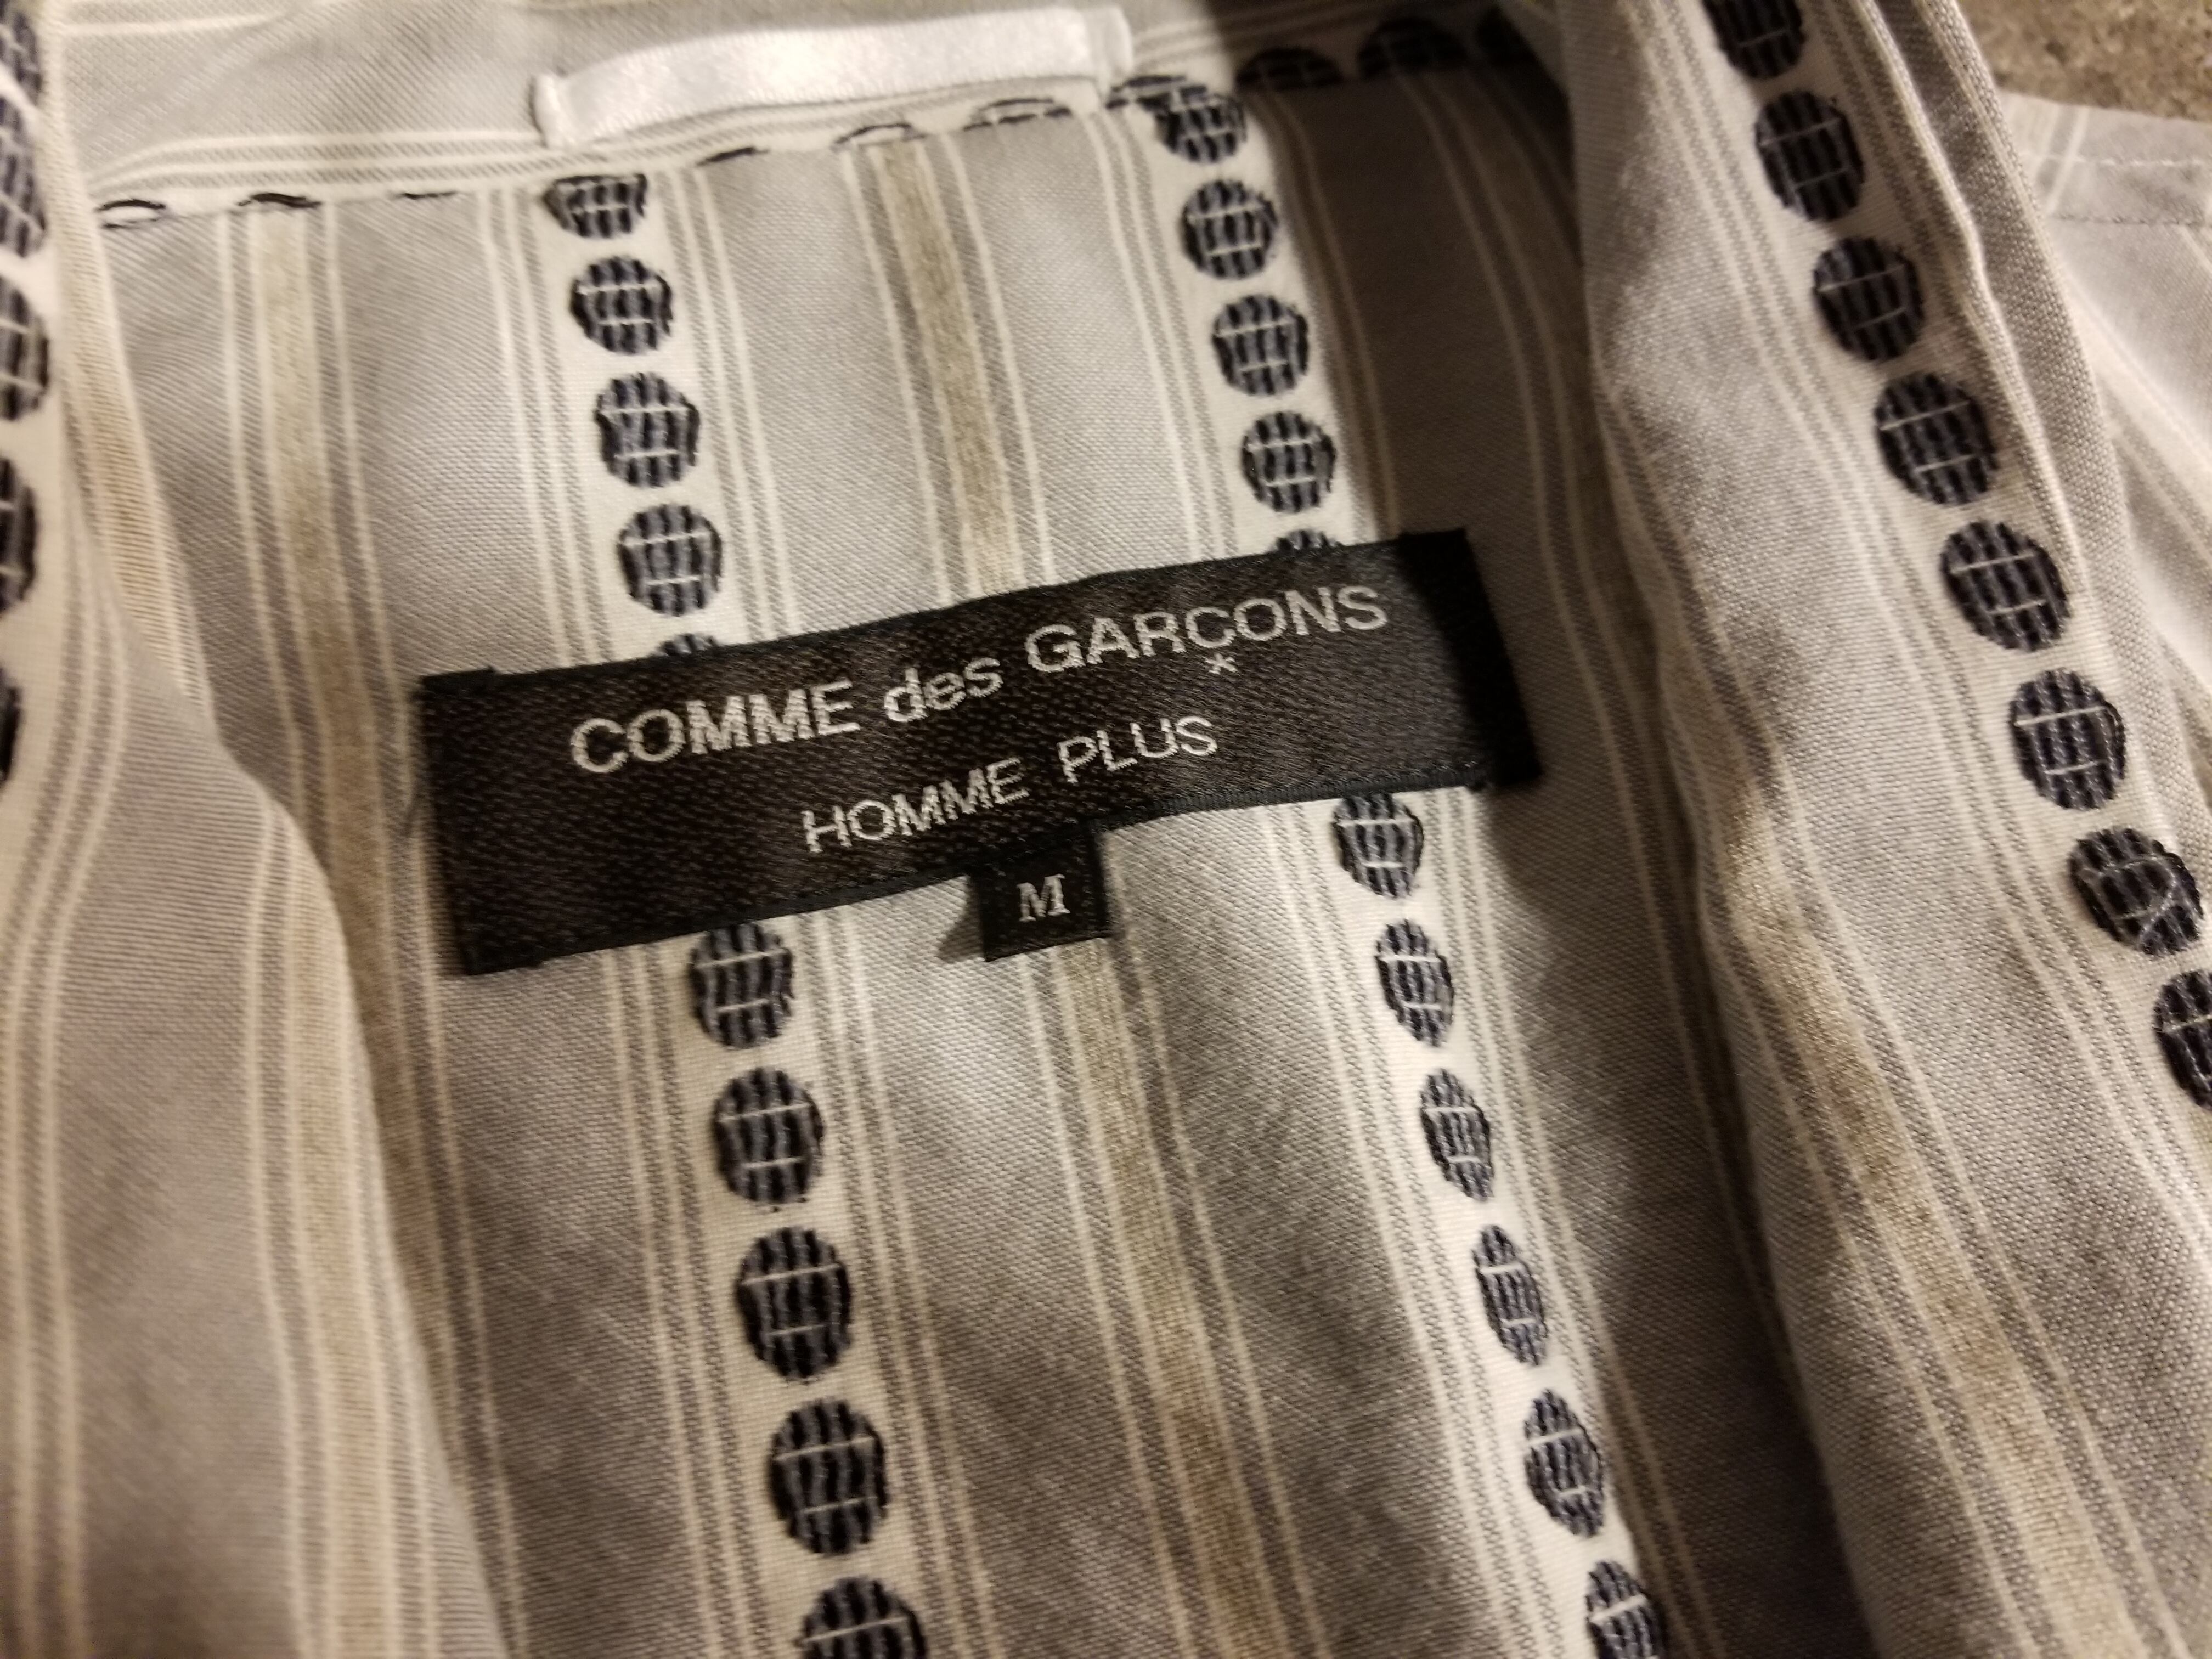 COMME des GARCONS
*
HOMME PLUS
M